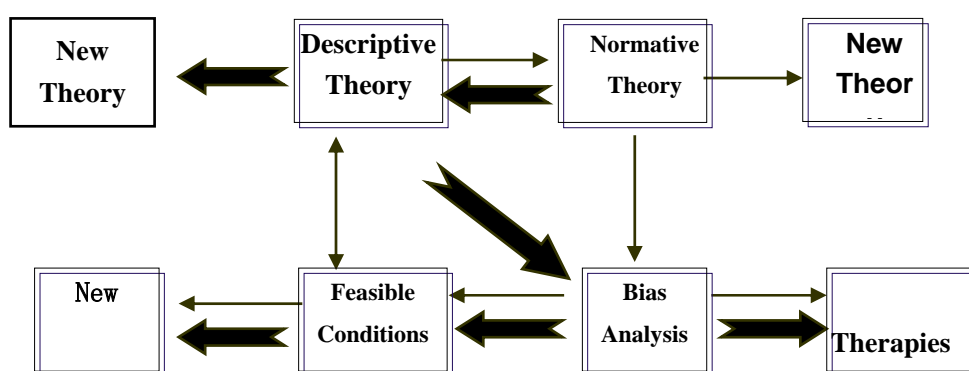 New
Theory
Descriptive
Theory
Normative
Theory
New
Theor
New
Feasible
Conditions
Bias
Analysis
Therapies